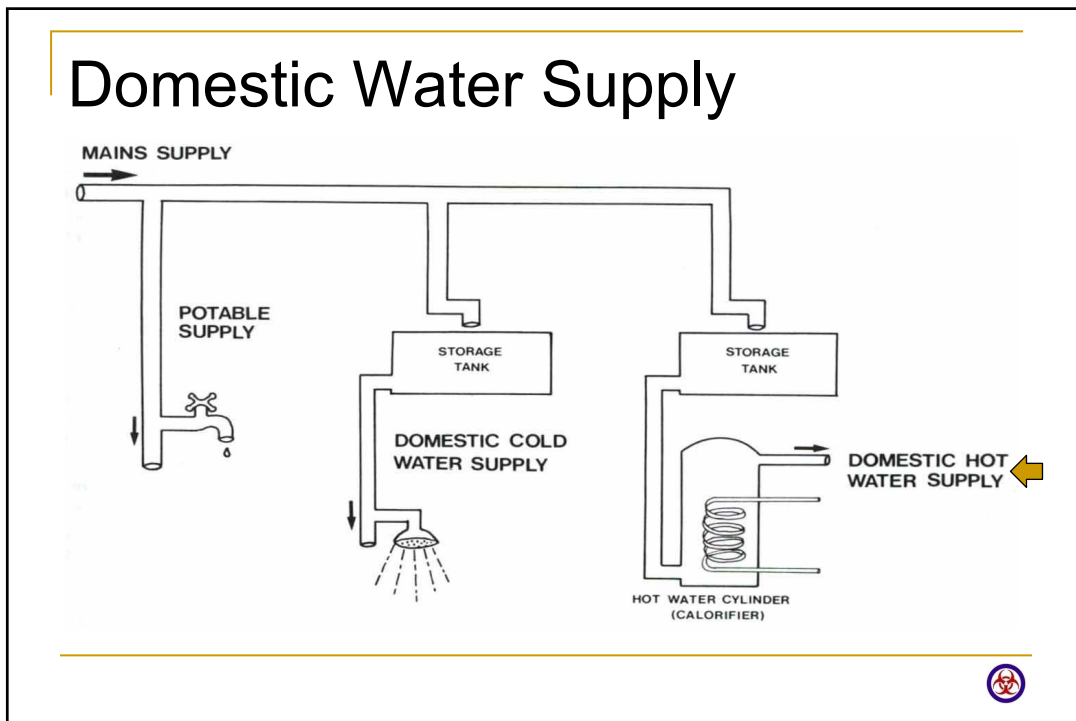 Domestic Water Supply
MAINS SUPPLY
POTABLE
SUPPLY
STORAGE
TANK
DOMESTIC COLD
WATER SUPPLY
STORAGE
TANK
DOMESTIC HOT
WATER SUPPLY
HOT WATER CYLINDER
(CALORIFIER)